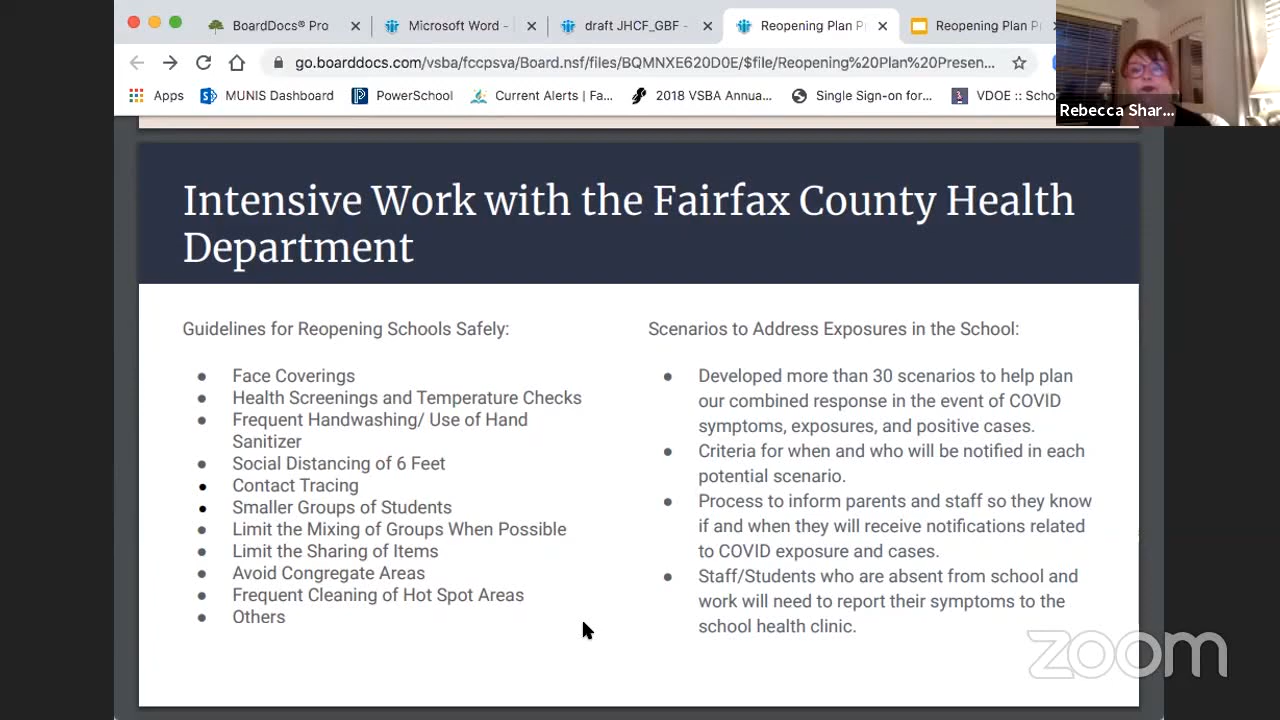 BoardDocs® Pro
Microsoft Word -
draft JHCF_GBF -
Reopening Plan P
Reopening Plan P
go.boarddocs.com/vsba/fccpsva/Board.nsf/files/BQMNXE620D0E/$file/Reopening%20Plan%20Presen...
Apps
MUNIS Dashboard
PowerSchool
Current Alerts | Fa...
2018 VSBA Annua...
Single Sign-on for...
VDOE :: Scho
Rebecca Shar...
Intensive Work with the Fairfax County Health
Department
Guidelines for Reopening Schools Safely:
● Face Coverings
● Health Screenings and Temperature Checks
● Frequent Handwashing/ Use of Hand
Sanitizer
● Social Distancing of 6 Feet
● Contact Tracing
● Smaller Groups of Students
● Limit the Mixing of Groups When Possible
● Limit the Sharing of Items
● Avoid Congregate Areas
● Frequent Cleaning of Hot Spot Areas
● Others
Scenarios to Address Exposures in the School:
● Developed more than 30 scenarios to help plan
our combined response in the event of COVID
symptoms, exposures, and positive cases.
● Criteria for when and who will be notified in each
potential scenario.
● Process to inform parents and staff so they know
if and when they will receive notifications related
to COVID exposure and cases.
● Staff/Students who are absent from school and
work will need to report their symptoms to the
school health clinic.
zoom